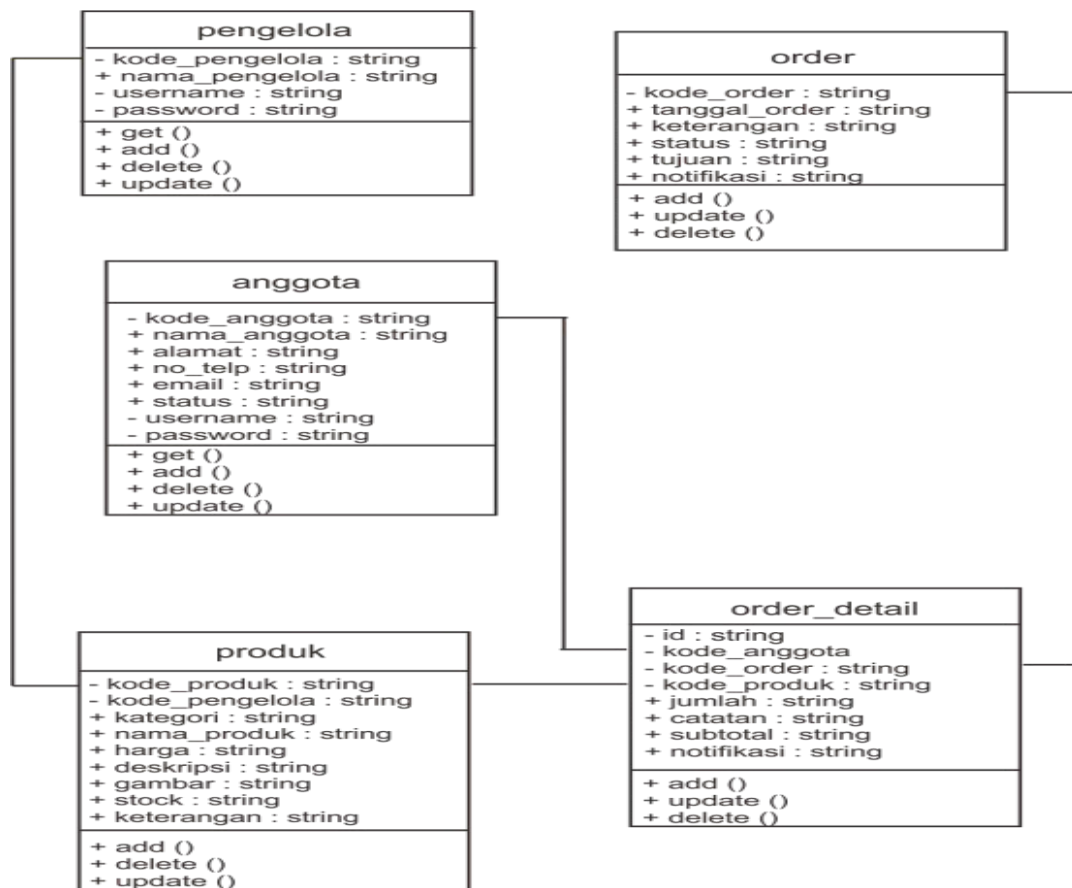 pengelola
- kode_pengelola : string
+ nama_pengelola : string
- username : string
- password : string
+ get ()
+ add ()
+ delete ()
+ update ()
order
- kode_order : string
+ tanggal_order : string
+ keterangan : string
+ status : string
+ tujuan : string
+ notifikasi : string
+ add ()
+ update ()
+ delete ()
anggota
- kode_anggota : string
+ nama_anggota : string
+ alamat : string
+ no_telp : string
+ email : string
+ status : string
- username : string
- password : string
+ get ()
+ add ()
+ delete ()
+ update ()
produk
- kode_produk : string
- kode_pengelola : string
+ kategori : string
+ nama_produk : string
+ harga : string
+ deskripsi : string
+ gambar : string
+ stock : string
+ keterangan : string
+ add ()
+ delete ()
+ update ()
order_detail
- id : string
- kode_anggota
- kode_order : string
- kode_produk : string
+ jumlah : string
+ catatan : string
+ subtotal : string
+ notifikasi : string
+ add ()
+ update ()
+ delete ()